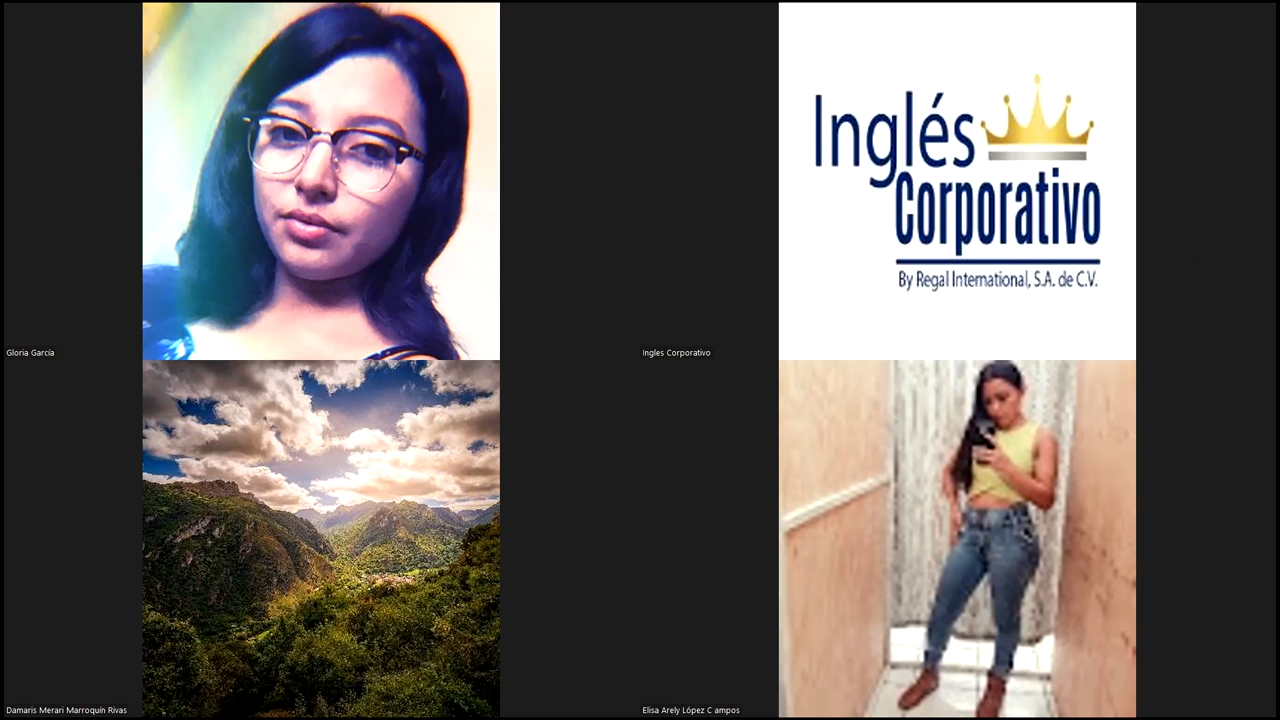 Inglés
Corporativo
By Regal International, S.A. de C.V.
Gloria García
Ingles Corporativo
Damaris Merari Marroquín Rivas
Elisa Arely López C ampos